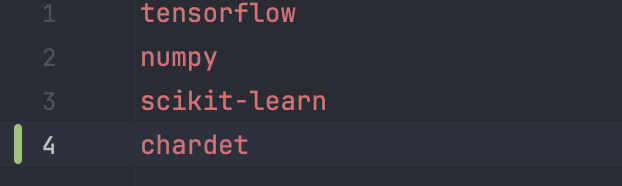 1 tensorflow
2 numpy
3 scikit-learn
4 chardet